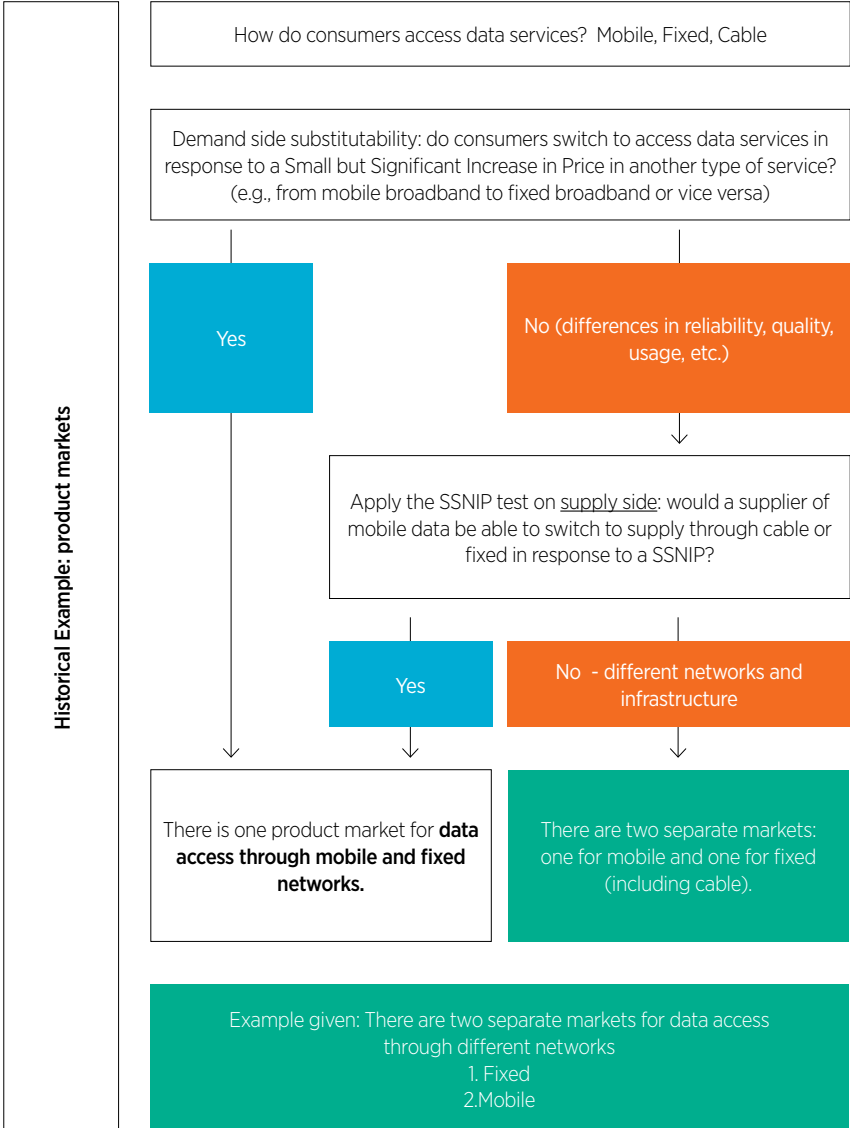 Historical Example: product markets
How do consumers access data services?  Mobile, Fixed, Cable
Demand side substitutability: do consumers switch to access data services in
response to a Small but Significant Increase in Price in another type of service?
(e.g., from mobile broadband to fixed broadband or vice versa)
Yes
No (differences in reliability, quality,
usage, etc.)
Apply the SSNIP test on supply side: would a supplier of
mobile data be able to switch to supply through cable or
fixed in response to a SSNIP?
Yes
No  - different networks and
infrastructure
There is one product market for data
access through mobile and fixed
networks.
There are two separate markets:
one for mobile and one for fixed
(including cable).
Example given: There are two separate markets for data access
through different networks
1. Fixed
2.Mobile